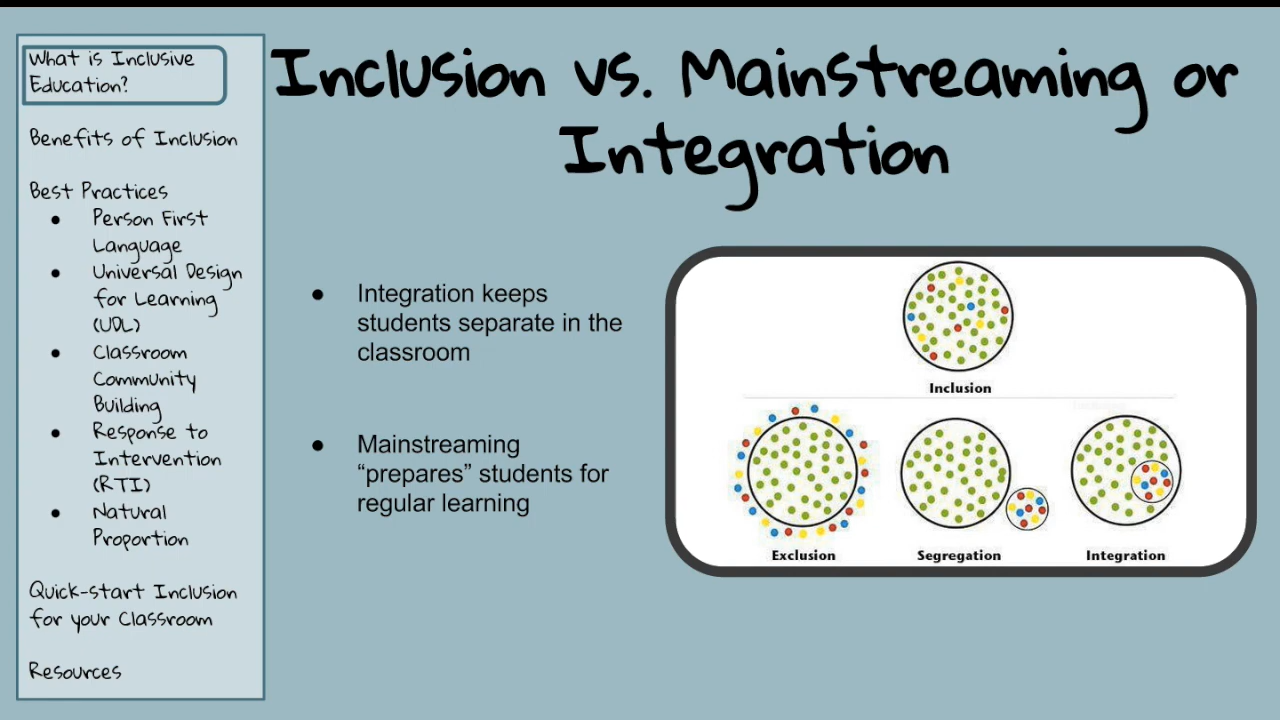 What is Inclusive
Education?
Benefits of Inclusion
Best Practices
● Person First
Language
● Universal Design
for Learning
(UDL)
● Classroom
Community
Building
● Response to
Intervention
(RTI)
● Natural
Proportion
Quick-start Inclusion
for your Classroom
Resources
Inclusion vs. Mainstreaming or
Integration
● Integration keeps
students separate in the
classroom
● Mainstreaming
“prepares” students for
regular learning
Inclusion
Exclusion Segregation Integration